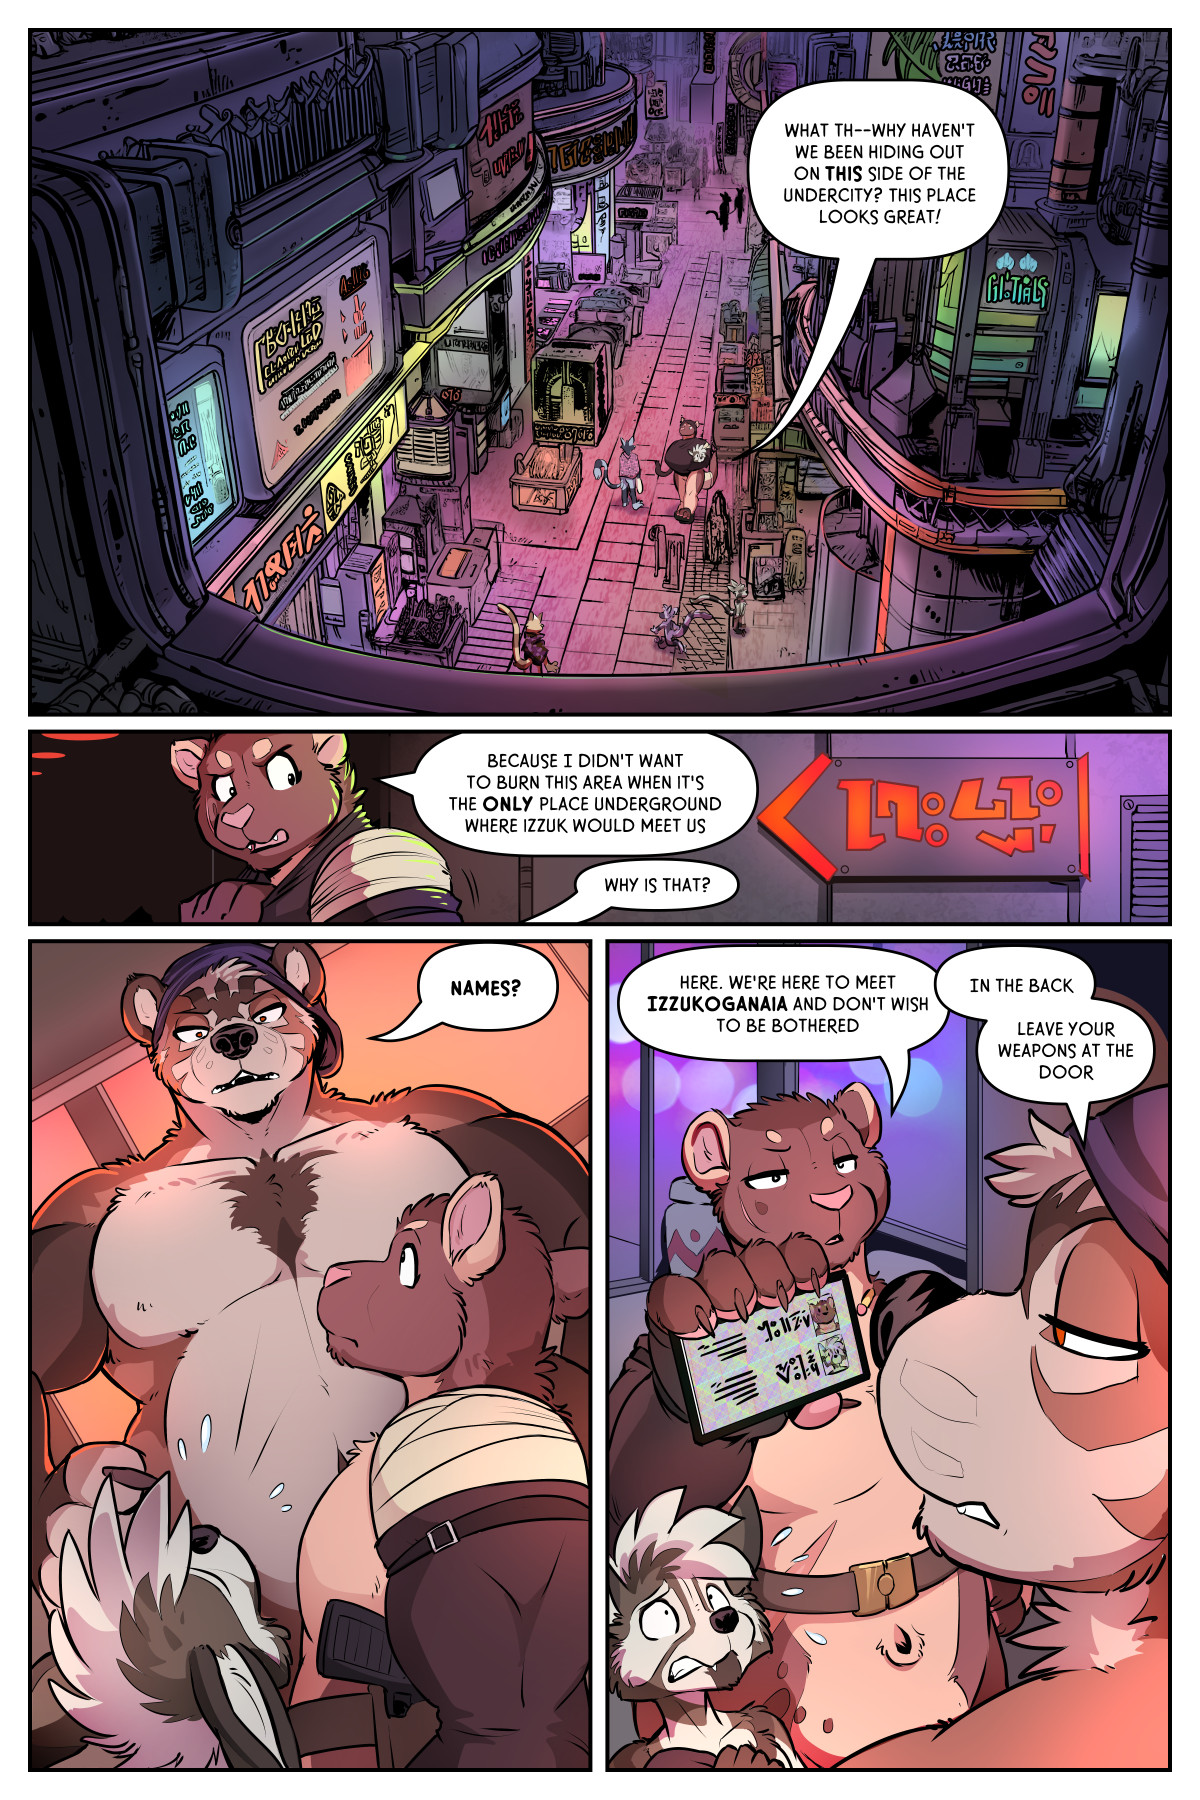 WHAT TH--WHY HAVEN'T
WE BEEN HIDING OUT
ON THIS SIDE OF THE
UNDERCITY? THIS PLACE
LOOKS GREAT!
BECAUSE I DIDN'T WANT
TO BURN THIS AREA WHEN IT'S
THE ONLY PLACE UNDERGROUND
WHERE IZZUK WOULD MEET US
WHY IS THAT?
NAMES?
HERE. WE'RE HERE TO MEET
IZZUKOGANAIA AND DON'T WISH
TO BE BOTHERED
IN THE BACK
LEAVE YOUR
WEAPONS AT THE
DOOR